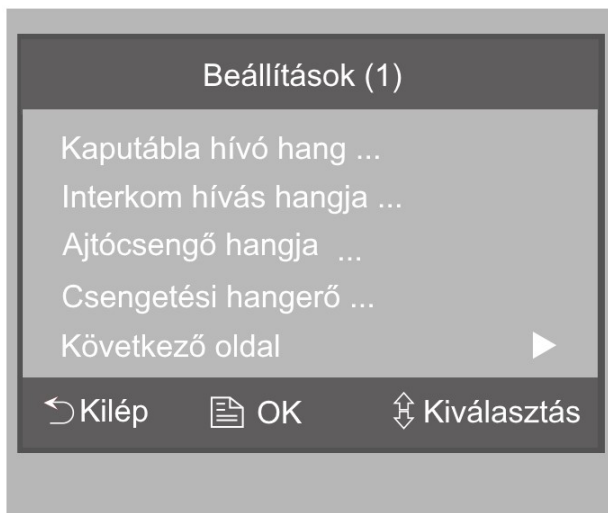 Beállítások (1)
Kaputábla hívó hang ...
Interkom hívás hangja ...
Ajtócsengő hangja ...
Csengetési hangerő ...
Következő oldal
Kilép OK Kiválasztás